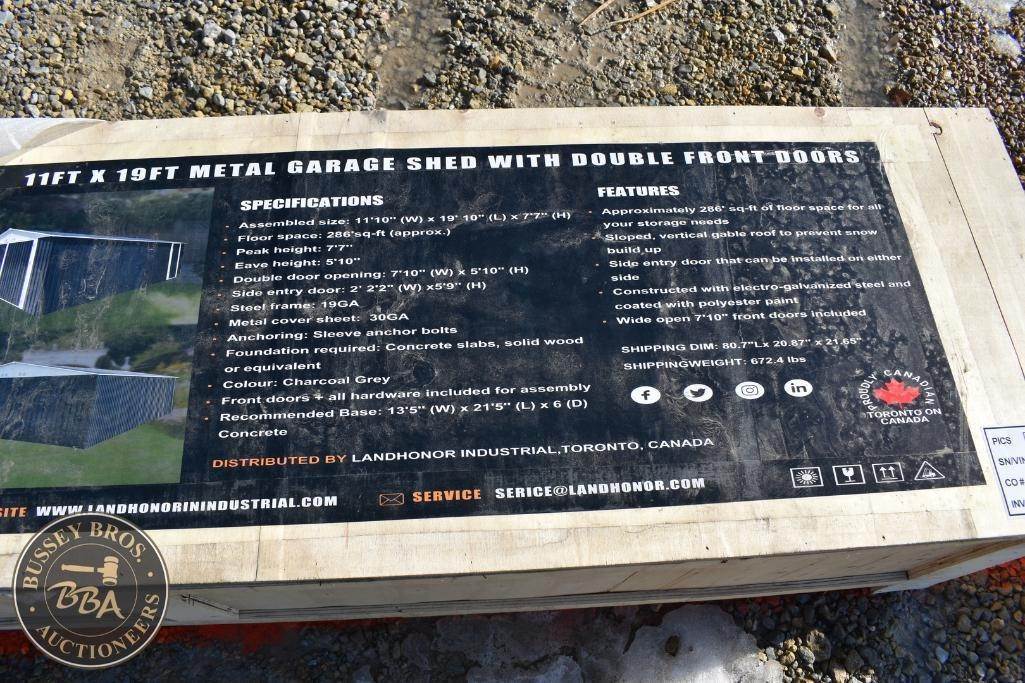 11FT X 19FT METAL GARAGE SHED WITH DOUBLE FRONT DOORS
SPECIFICATIONS
Assembled size: 11'10" (W) x 19' 10" (L) x 7'7" (H)
Floor space: 286'sq-ft (approx.)
Peak height: 7'7"
Eave height: 5'10"
Double door opening: 7'10" (W) x 5'10" (H)
Side entry door: 2' 2'2" (W) x5'9" (H)
Steel frame: 19GA
Metal cover sheet: 30GA
Anchoring: Sleeve anchor bolts
Foundation required: Concrete slabs, solid wood
or equivalent
Colour: Charcoal Grey
Front doors + all hardware included for assembly
Recommended Base: 13'5" (W) x 21'5" (L) x 6 (D)
Concrete
FEATURES
Approximately 286' sq-ft of floor space for all
your storage needs
Sloped, vertical gable roof to prevent snow
build up
Side entry door that can be installed on either
side
Constructed with electro-galvanized steel and
coated with polyester paint
Wide open 7'10" front doors included
SHIPPING DIM: 80.7"Lx 20.87" x 21.65"
SHIPPINGWEIGHT: 672.4 lbs
PROUDLY CANADIAN
TORONTO ON
CANADA
DISTRIBUTED BY LANDHONOR INDUSTRIAL,TORONTO, CANADA
SITE WWW.LANDHONORININDUSTRIAL.COM
SERVICE SERICE@LANDHONOR.COM
PICS
SN/VIN
CO #
INV
BUSSEY BROS.
BBA
AUCTIONEERS